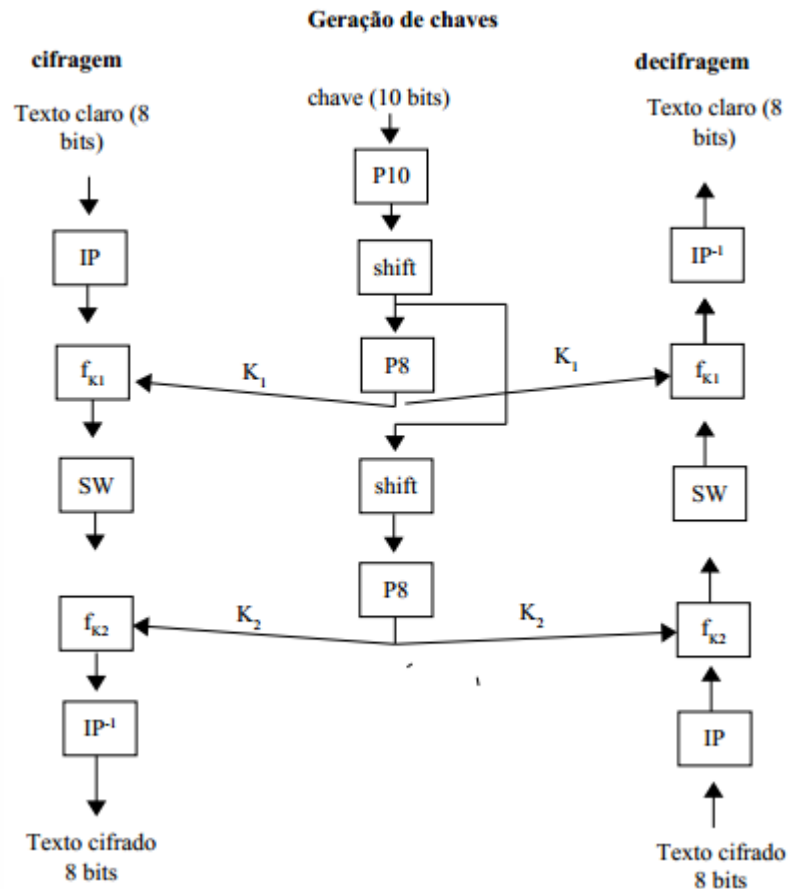 Geração de chaves
cifragem
decifragem
Texto claro (8
bits)
chave (10 bits)
Texto claro (8
bits)
P10
IP
shift
IP-1
P8
K1
K1
fK1
fK1
SW
shift
SW
P8
K2
K2
fK2
fK2
IP-1
IP
Texto cifrado
8 bits
Texto cifrado
8 bits